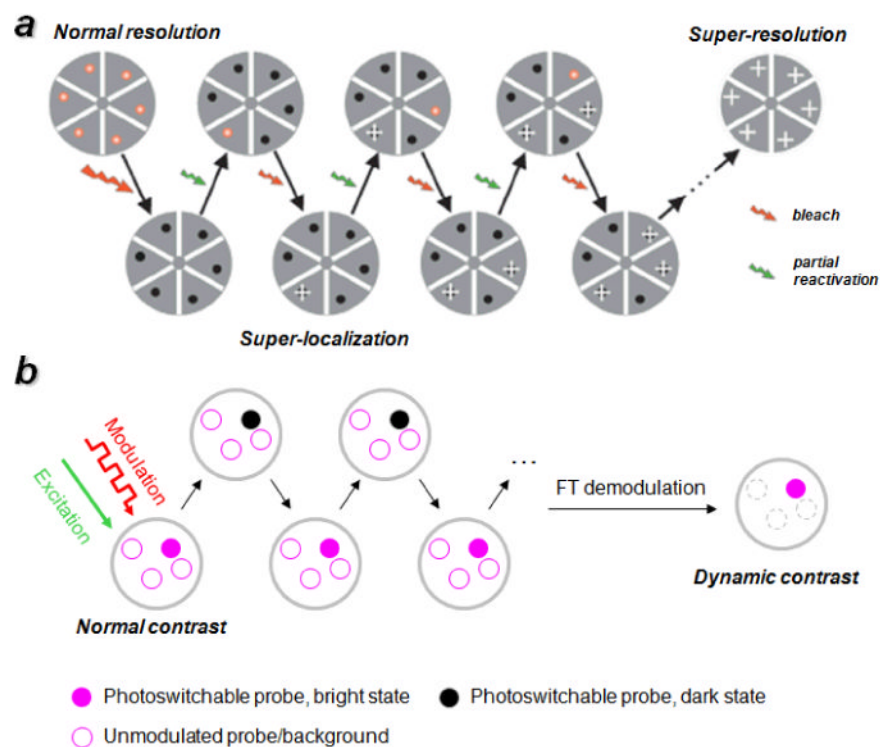 a
Normal resolution
Super-resolution
bleach
partial
reactivation
Super-localization
b
Modulation
Excitation
...
FT demodulation
Normal contrast
Dynamic contrast
Photoswitchable probe, bright state
Photoswitchable probe, dark state
Unmodulated probe/background